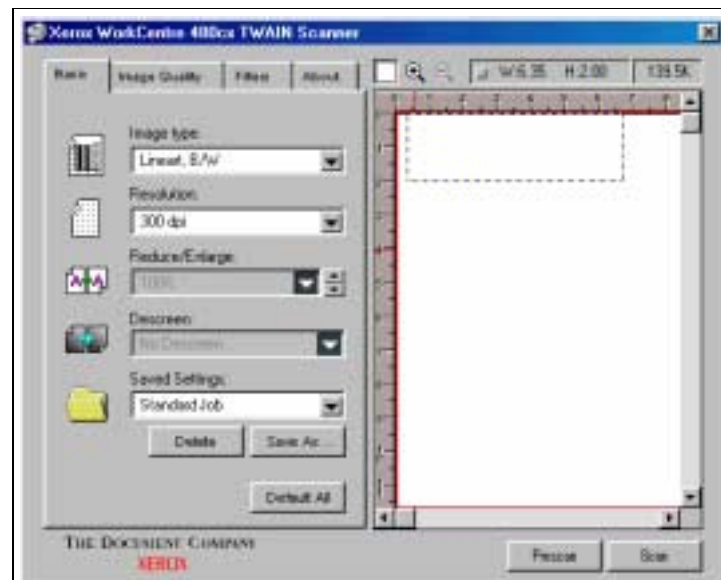 Xerox WorkCentre 480cx TWAIN Scanner
Basic Image Quality Filters About
W:6.35 H:2.00 139.5K
Image type:
Lineart, B/W
Resolution:
300 dpi
Reduce/Enlarge:
100%
Descreen:
No Descreen
Saved Settings:
Standard Job
Delete Save As ...
Default All
THE DOCUMENT COMPANY
XEROX
Prescan Scan